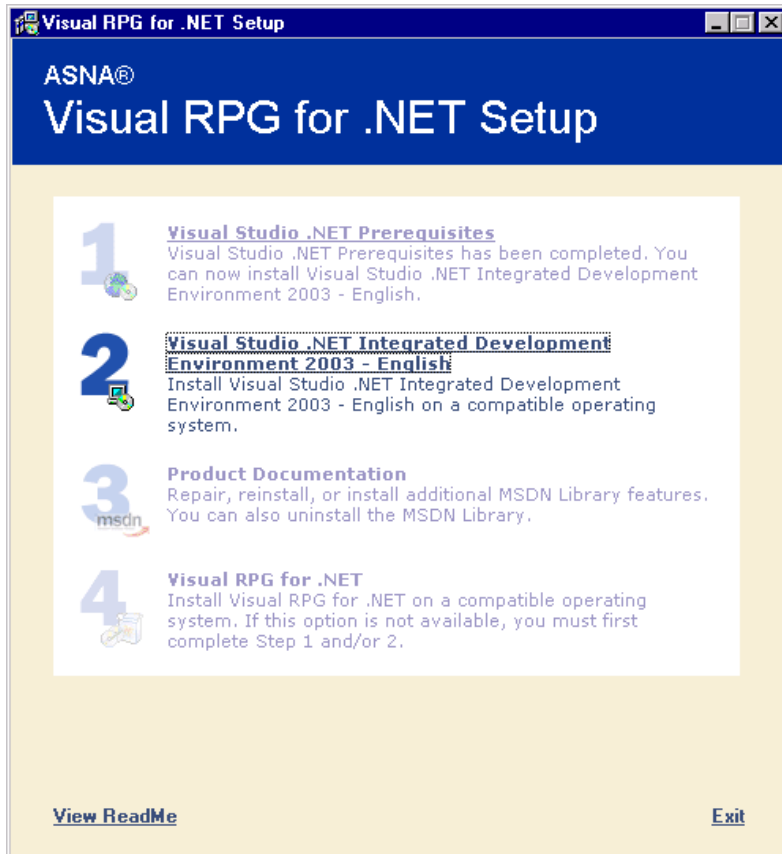 Visual RPG for .NET Setup
ASNA®
Visual RPG for .NET Setup
1 Visual Studio .NET Prerequisites
Visual Studio .NET Prerequisites has been completed. You
can now install Visual Studio .NET Integrated Development
Environment 2003 - English.
2 Visual Studio .NET Integrated Development
Environment 2003 - English
Install Visual Studio .NET Integrated Development
Environment 2003 - English on a compatible operating
system.
3 Product Documentation
Repair, reinstall, or install additional MSDN Library features.
msdn You can also uninstall the MSDN Library.
4 Visual RPG for .NET
Install Visual RPG for .NET on a compatible operating
system. If this option is not available, you must first
complete Step 1 and/or 2.
View ReadMe Exit